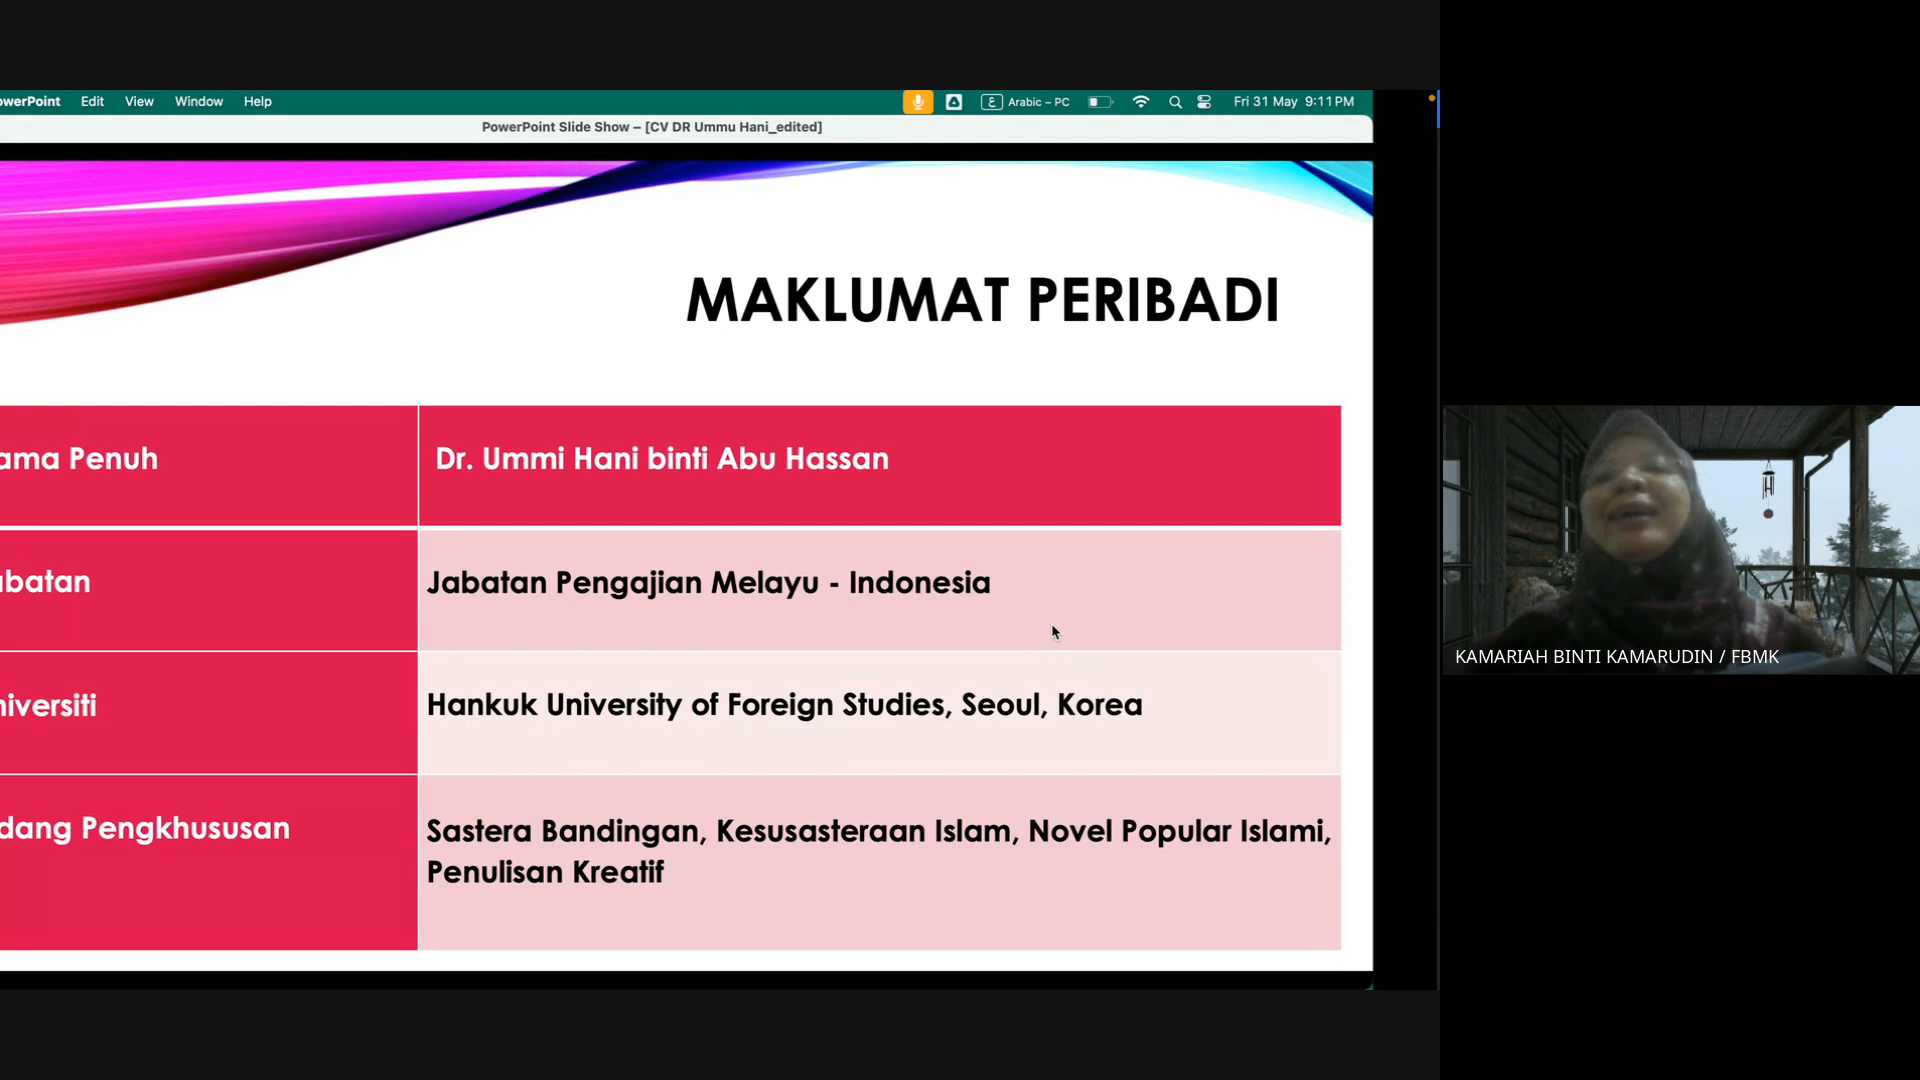 owerPoint Edit View Window Help Arabic – PC Fri 31 May 9:11 PM
PowerPoint Slide Show – [CV DR Ummu Hani_edited]
MAKLUMAT PERIBADI
ama Penuh Dr. Ummi Hani binti Abu Hassan
abatan Jabatan Pengajian Melayu - Indonesia
niversiti Hankuk University of Foreign Studies, Seoul, Korea
dang Pengkhususan Sastera Bandingan, Kesusasteraan Islam, Novel Popular Islami,
Penulisan Kreatif
KAMARIAH BINTI KAMARUDIN / FBMK